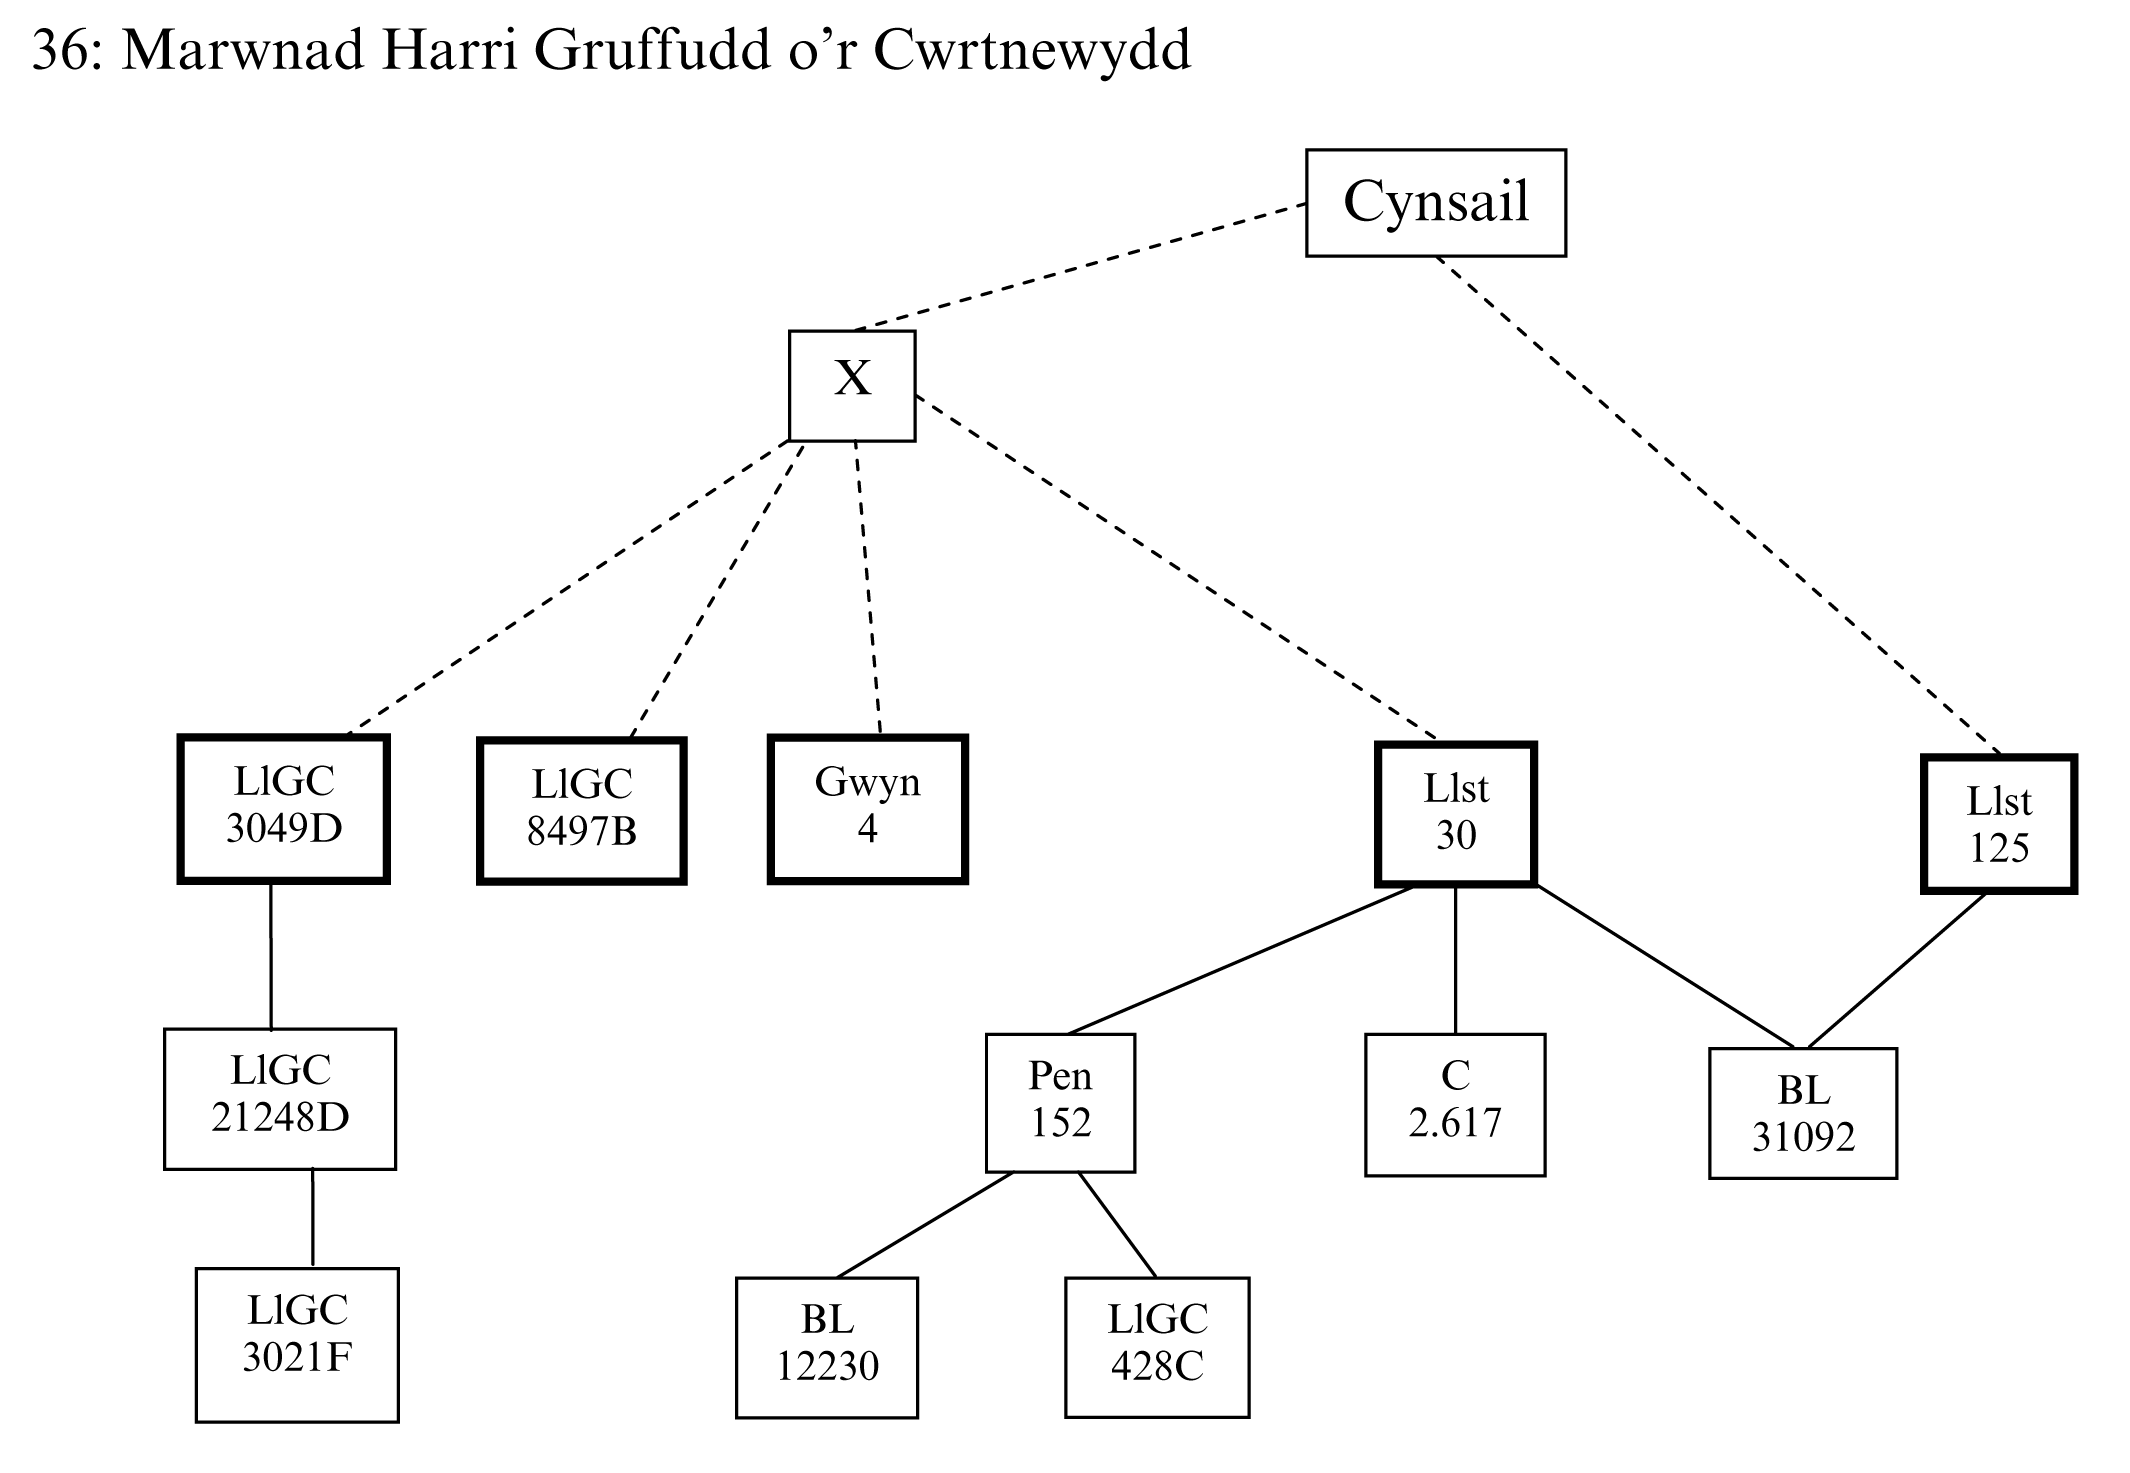 36: Marwnad Harri Gruffudd o’r Cwrtnewydd
Cynsail
X
LlGC
3049D
LlGC
8497B
Gwyn
4
Llst
30
Llst
125
LlGC
21248D
Pen
152
C
2.617
BL
31092
LlGC
3021F
BL
12230
LlGC
428C